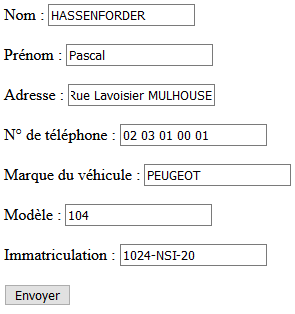 Nom : HASSENFORDER
Prénom : Pascal
Adresse : Rue Lavoisier MULHOUSE
N° de téléphone : 02 03 01 00 01
Marque du véhicule : PEUGEOT
Modèle : 104
Immatriculation : 1024-NSI-20
Envoyer